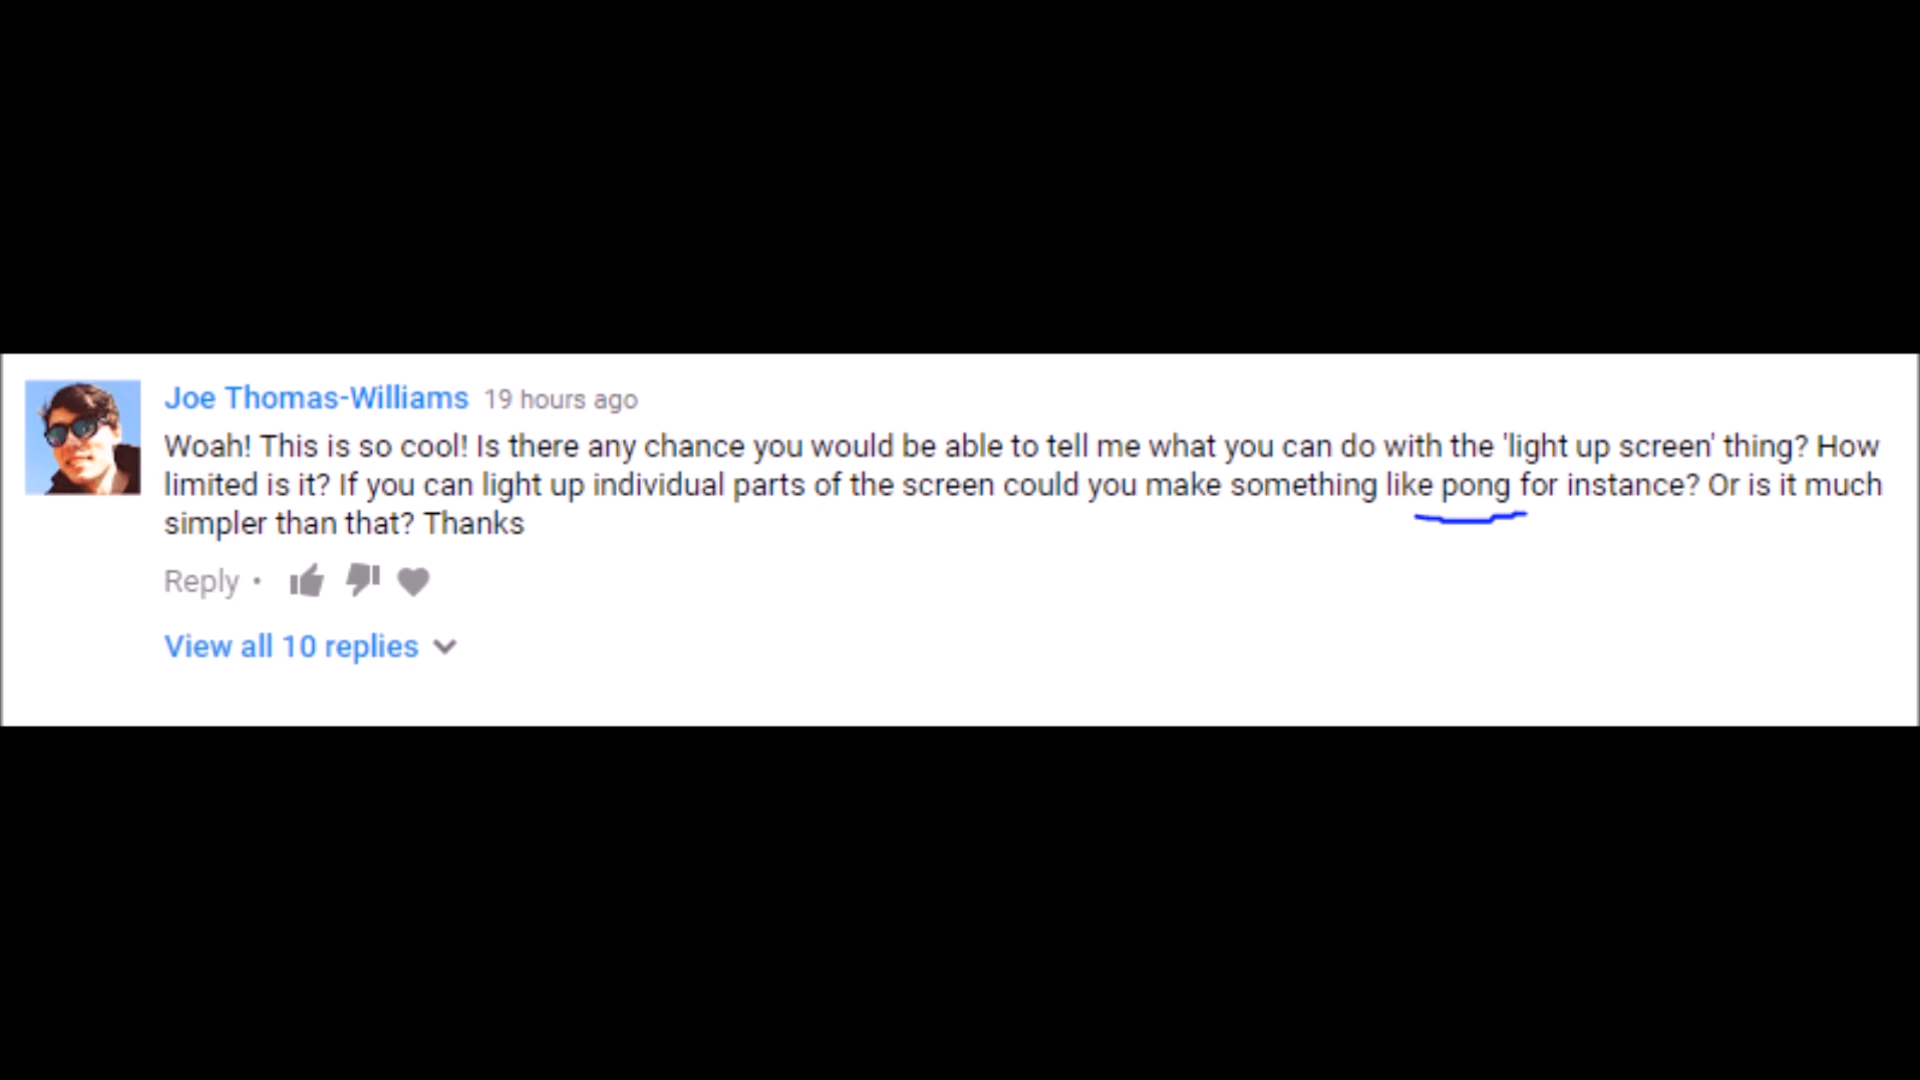 Joe Thomas-Williams 19 hours ago
Woah! This is so cool! Is there any chance you would be able to tell me what you can do with the 'light up screen' thing? How
limited is it? If you can light up individual parts of the screen could you make something like pong for instance? Or is it much
simpler than that? Thanks
Reply •
View all 10 replies